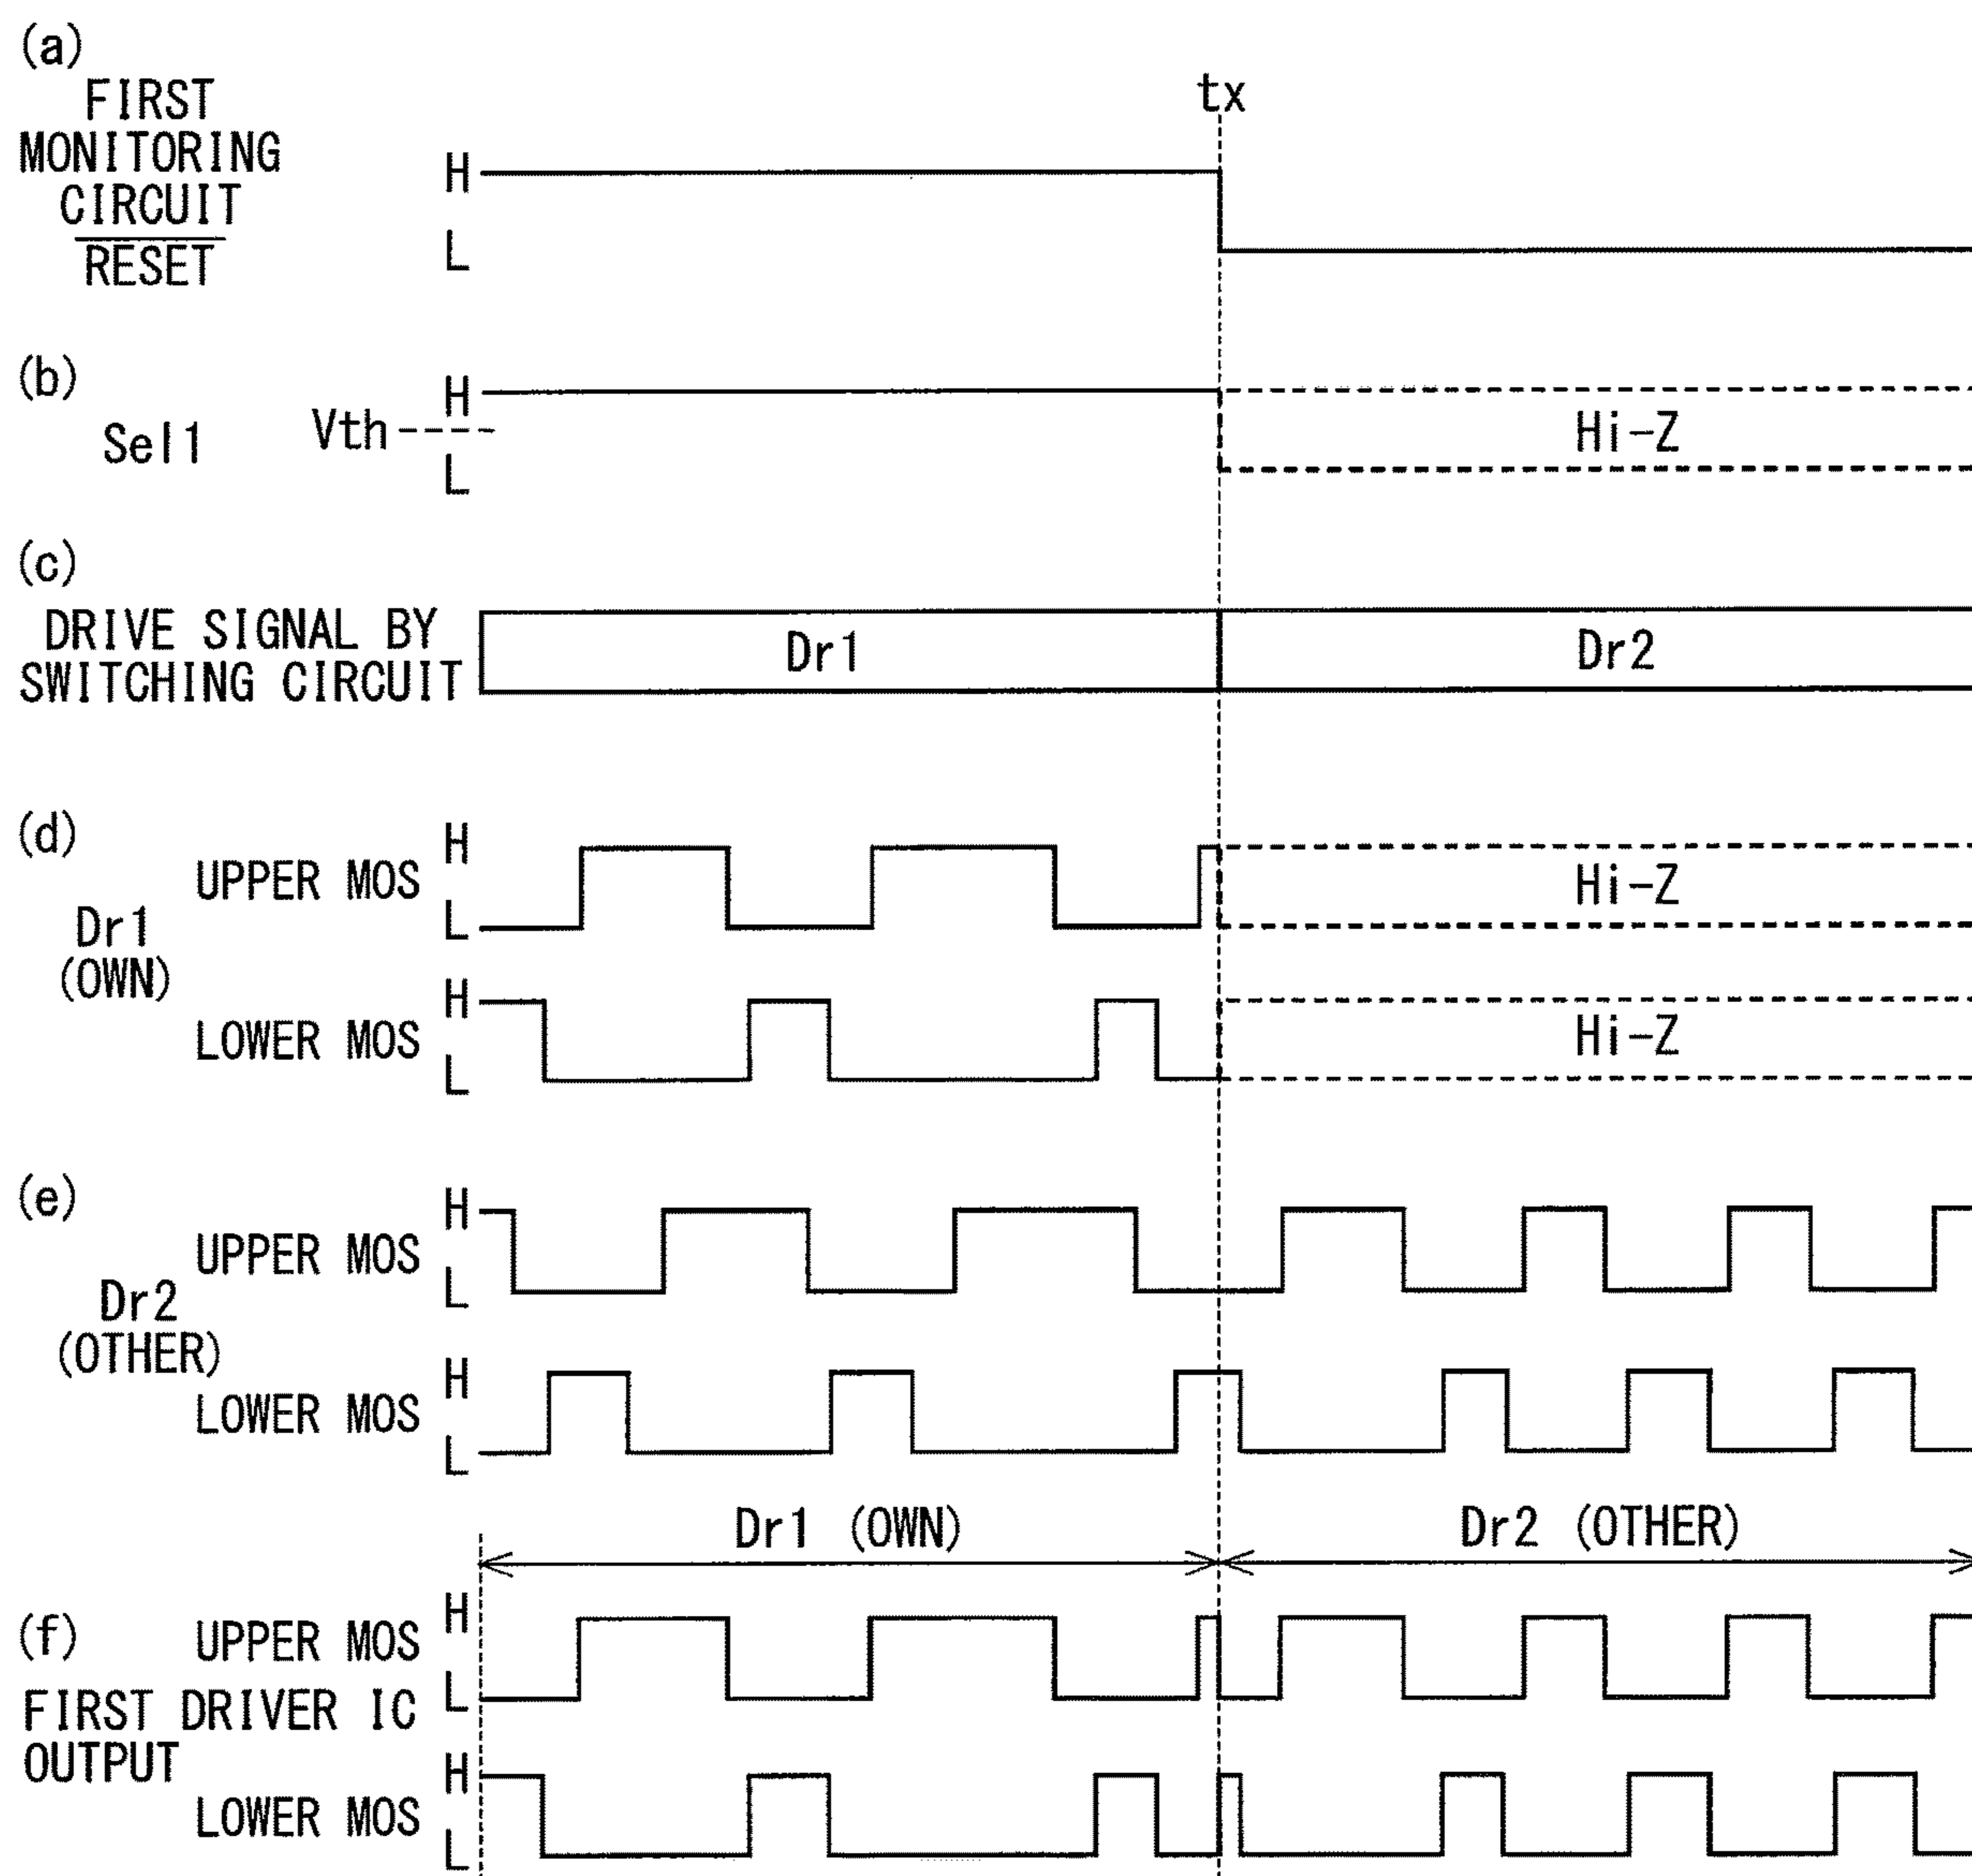 (a)
FIRST
MONITORING
CIRCUIT
RESET
H
L
tx
(b)
Sel1
Vth
H
L
Hi-Z
(c)
DRIVE SIGNAL BY
SWITCHING CIRCUIT
Dr1
Dr2
(d)
Dr1
(OWN)
UPPER MOS
H
L
Hi-Z
LOWER MOS
H
L
Hi-Z
(e)
Dr2
(OTHER)
UPPER MOS
H
L
LOWER MOS
H
L
Dr1 (OWN)
Dr2 (OTHER)
(f)
FIRST DRIVER IC
OUTPUT
UPPER MOS
H
L
LOWER MOS
H
L